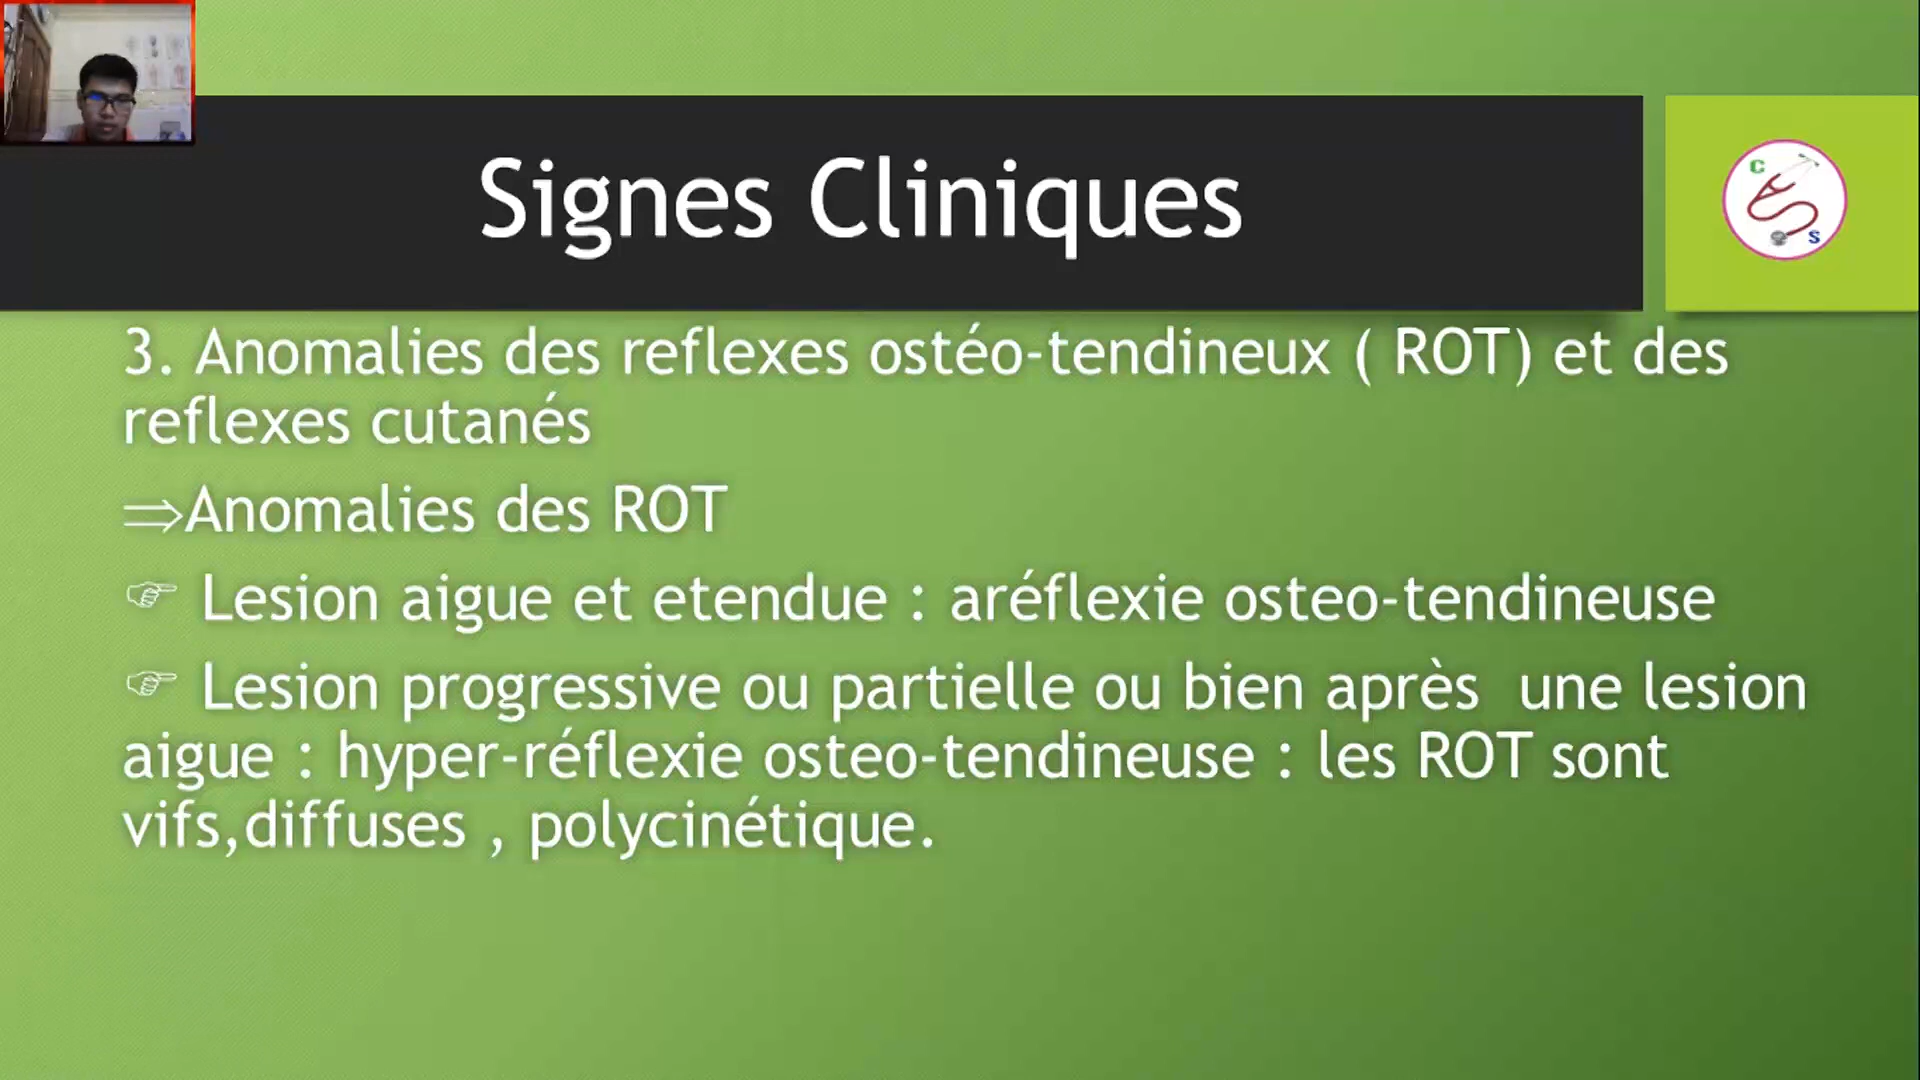 Signes Cliniques
C
S
3. Anomalies des reflexes ostéo-tendineux ( ROT) et des
reflexes cutanés
⇒Anomalies des ROT
☞ Lesion aigue et etendue : aréflexie osteo-tendineuse
☞ Lesion progressive ou partielle ou bien après une lesion
aigue : hyper-réflexie osteo-tendineuse : les ROT sont
vifs,diffuses , polycinétique.